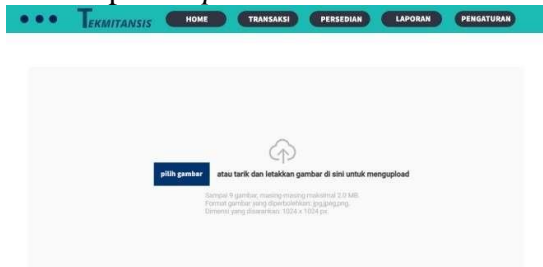 TEKMITANSIS HOME TRANSAKSI PERSEDIAN LAPORAN PENGATURAN
pilih gambar atau tarik dan letakkan gambar di sini untuk mengupload
Sampai 9 gambar, masing masing maksimal 2.0 MB.
Format gambar yang diperbolehkan: jpg,jpeg,png.
Dimensi yang disarankan: 1024 x 1024 px